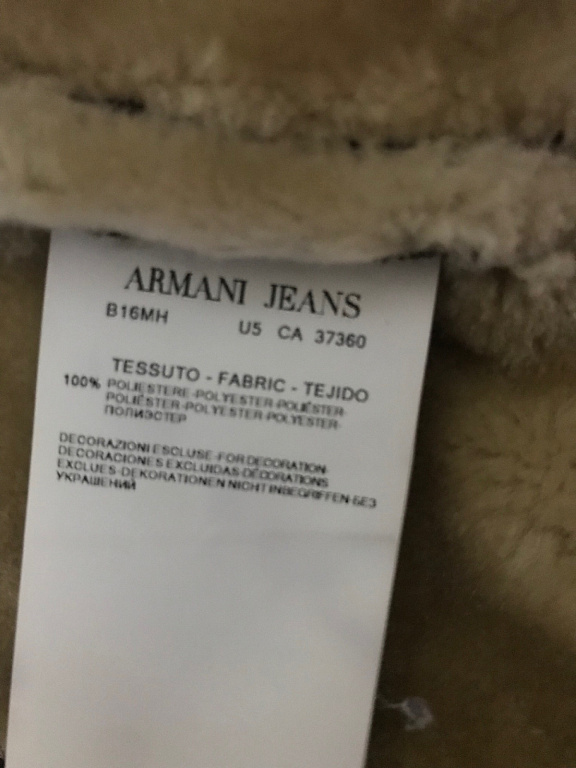 ARMANI JEANS
B16MH U5 CA 37360
TESSUTO - FABRIC - TEJIDO
100% POLIESTERE-POLYESTER-POLIÉSTER-
POLIÉSTER-POLYESTER-POLYESTER-
ПОЛИЭСТЕР
DECORAZIONI ESCLUSE-FOR DECORATION-
DECORACIONES EXCLUIDAS-DÉCORATIONS
EXCLUES-DEKORATIONEN NICHT INBEGRIFFEN-БЕЗ
УКРАШЕНИЙ